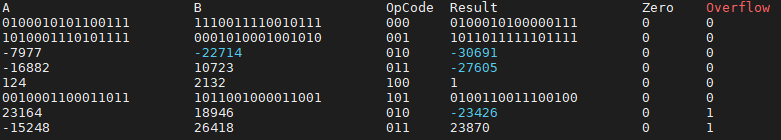 A B OpCode Result Zero Overflow
0100010101100111 1110011110010111 000 0100010100000111 0 0
1010001110101111 0001010001001010 001 1011011111101111 0 0
-7977 -22714 010 -30691 0 0
-16882 10723 011 -27605 0 0
124 2132 100 1 0 0
0010001100011011 1011001000011001 101 0100110011100100 0 0
23164 18946 010 -23426 0 1
-15248 26418 011 23870 0 1